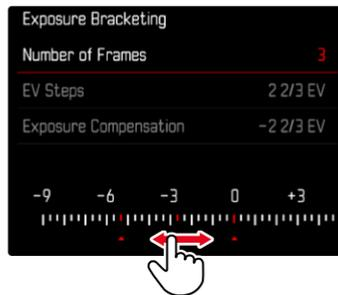 Exposure Bracketing
Number of Frames 3
EV Steps 2 2/3 EV
Exposure Compensation -2 2/3 EV
-9 -6 -3 0 +3